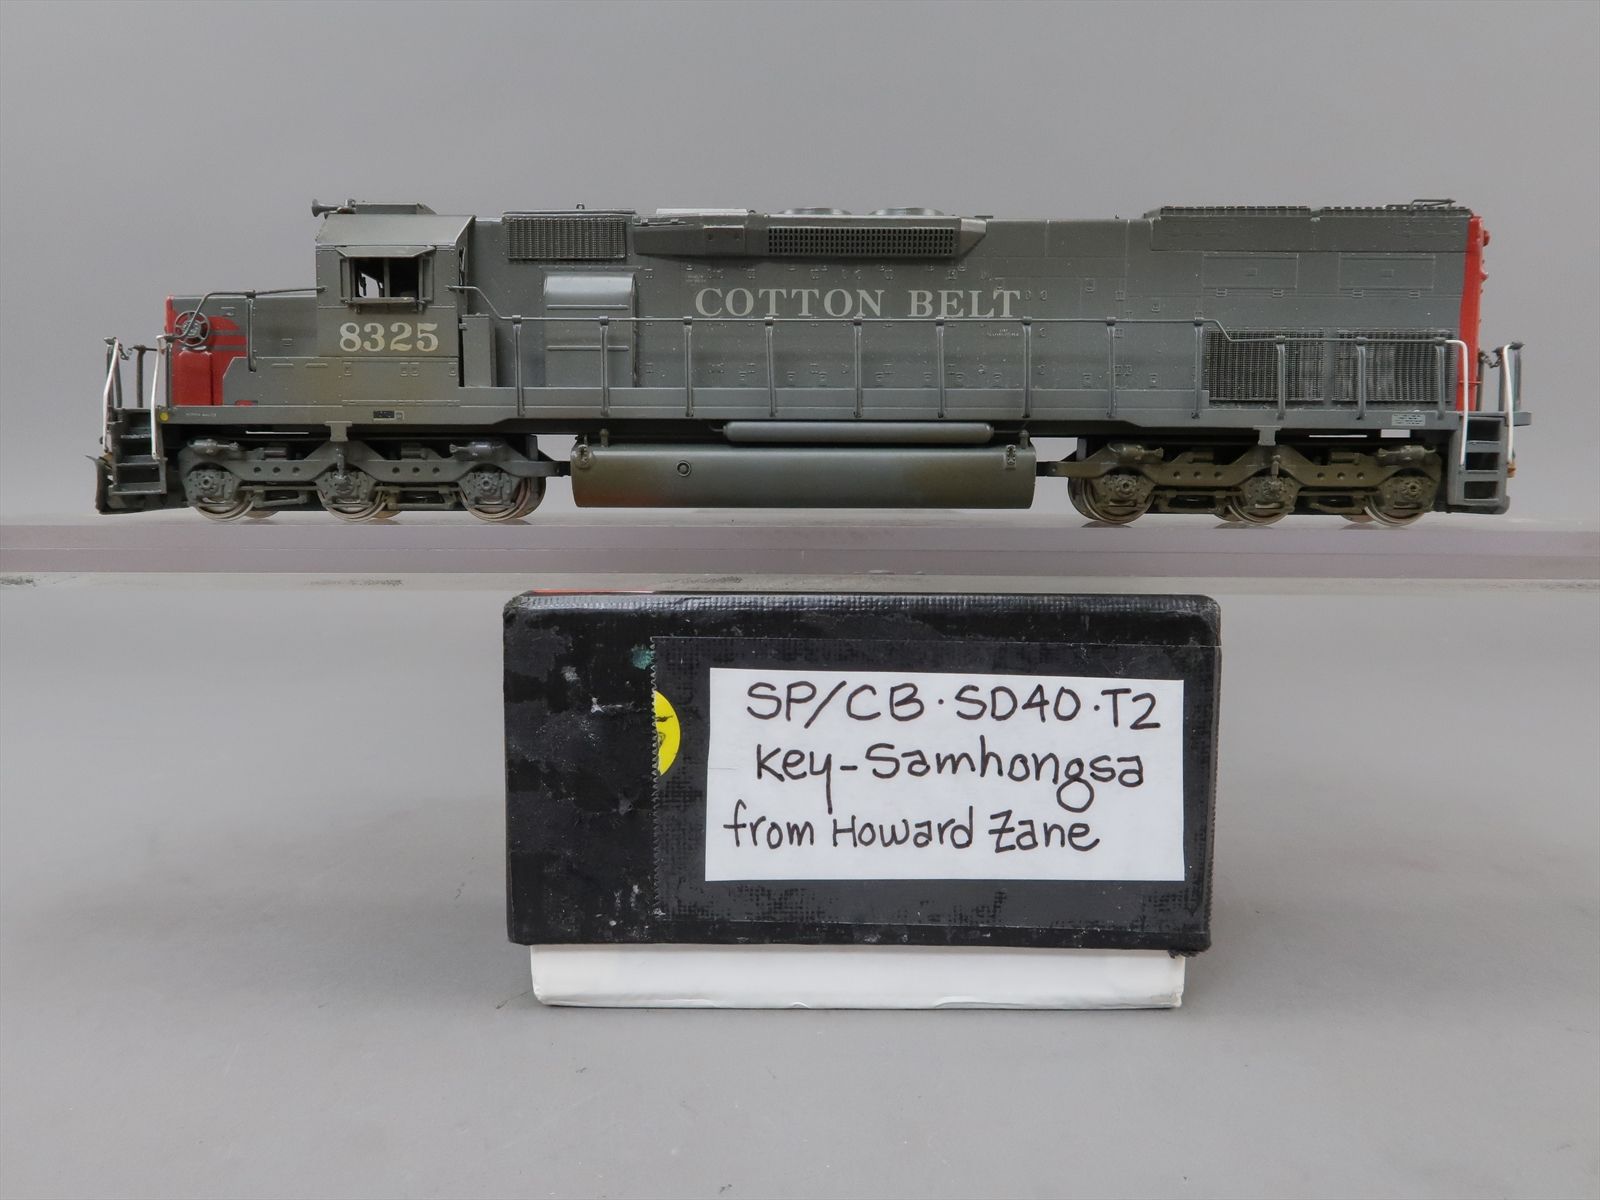 COTTON BELT
8325
SP/CB·SD40·T2
Key-Samhongsa
from Howard Zane